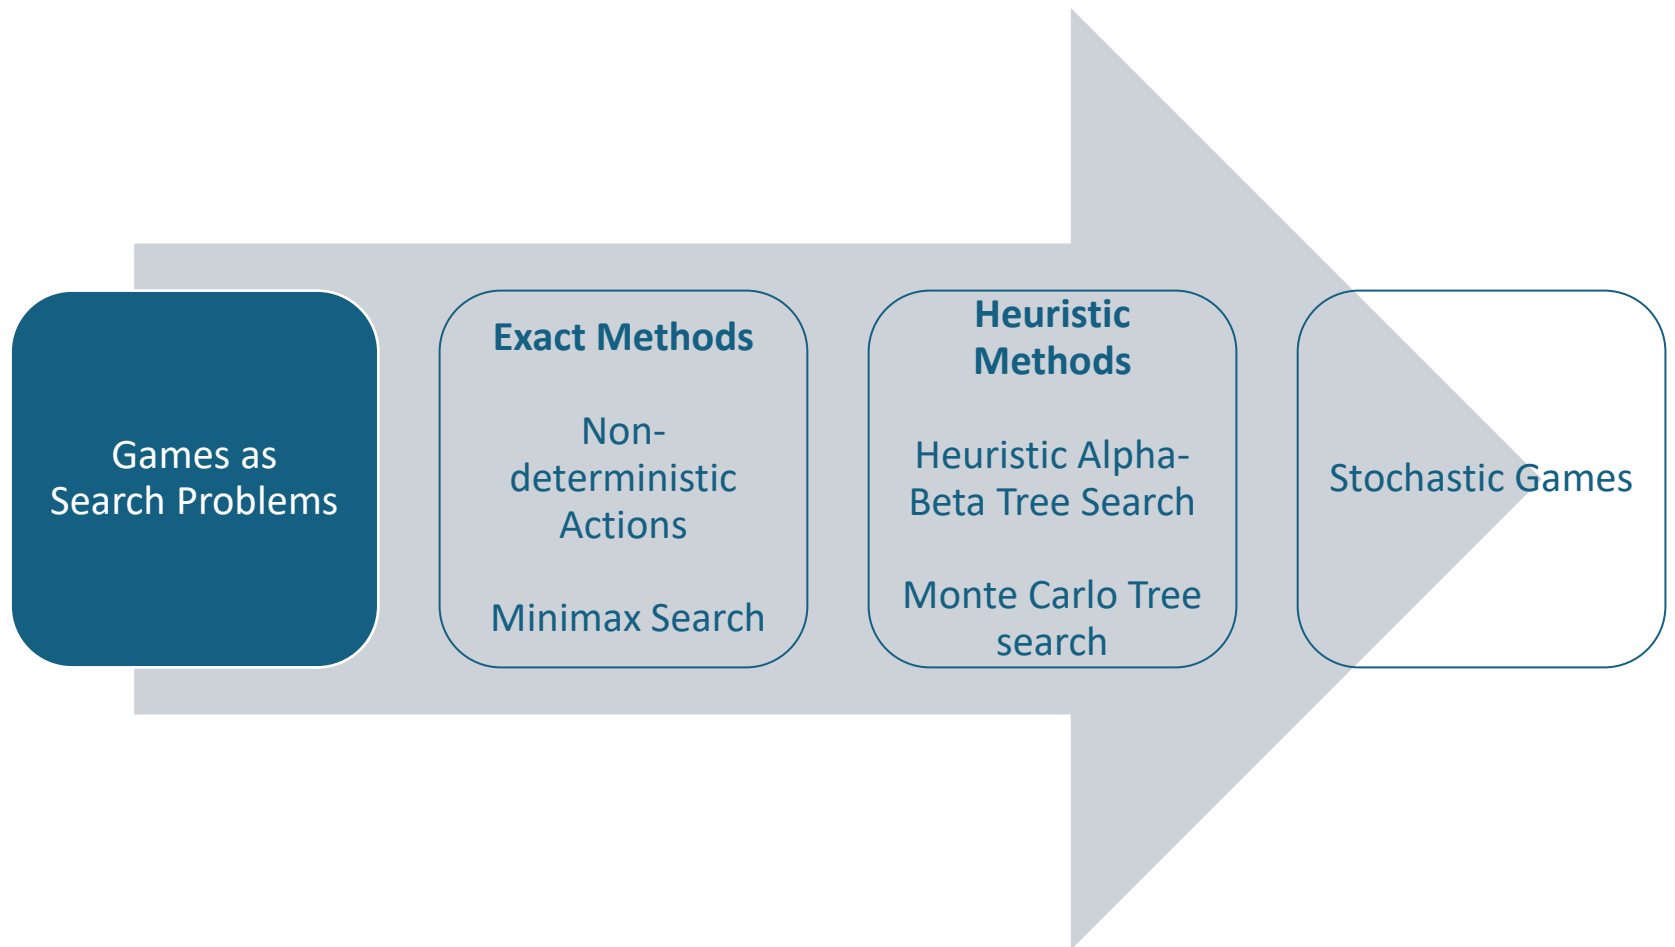 Games as
Search Problems
Exact Methods
Non-
deterministic
Actions
Minimax Search
Heuristic
Methods
Heuristic Alpha-
Beta Tree Search
Monte Carlo Tree
search
Stochastic Games